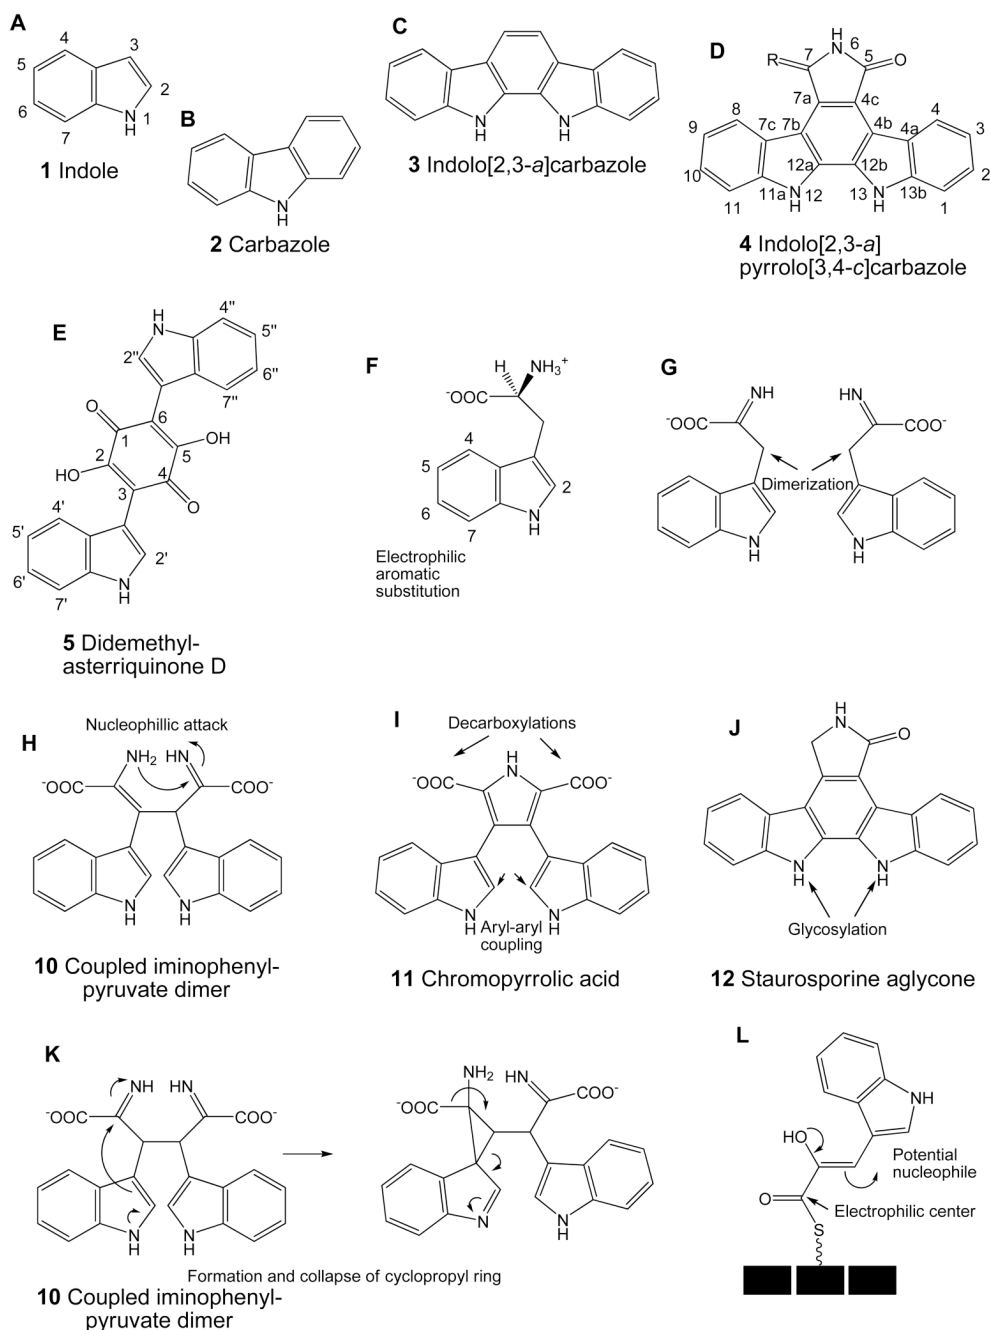 A
4
3
5
2
6
N
H
1
7
1 Indole
B
N
H
2 Carbazole
C
N
H
N
H
3 Indolo[2,3-a]carbazole
D
H
N
6
R
7
5
O
7a
4c
8
4
9
7c
7b
4b
4a
3
10
12a
12b
2
11
11a
N
H
12
13
N
H
13b
1
4 Indolo[2,3-a]
pyrrolo[3,4-c]carbazole
E
H
N
4''
5''
2''
6''
7''
O
6
1
OH
2
5
HO
4
3
O
4'
5'
2'
6'
N
H
7'
5 Didemethyl-
asterriquinone D
F
H
NH3+
-OOC
4
5
2
6
N
H
7
Electrophilic
aromatic
substitution
G
NH
HN
-OOC
COO-
Dimerization
N
H
N
H
H
Nucleophillic attack
NH2
HN
-OOC
COO-
N
H
N
H
10 Coupled iminophenyl-
pyruvate dimer
I
Decarboxylations
H
N
-OOC
COO-
N
H
N
H
Aryl-aryl
coupling
11 Chromopyrrolic acid
J
H
N
O
N
H
N
H
Glycosylation
12 Staurosporine aglycone
K
NH
HN
-OOC
COO-
N
H
N
H
NH2
HN
-OOC
COO-
N
N
H
Formation and collapse of cyclopropyl ring
10 Coupled iminophenyl-
pyruvate dimer
L
NH
HO
Potential
nucleophile
O
Electrophilic center
S